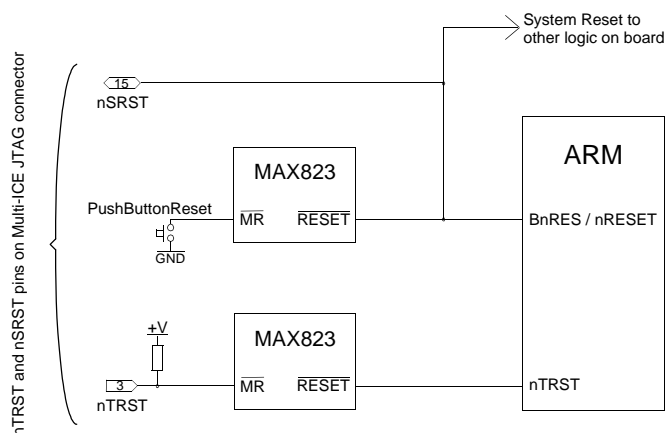 System Reset to
other logic on board
nTRST and nSRST pins on Multi-ICE JTAG connector
15
nSRST
ARM
MAX823
PushButtonReset
MR RESET
BnRES / nRESET
GND
+V
MAX823
3
MR RESET
nTRST
nTRST